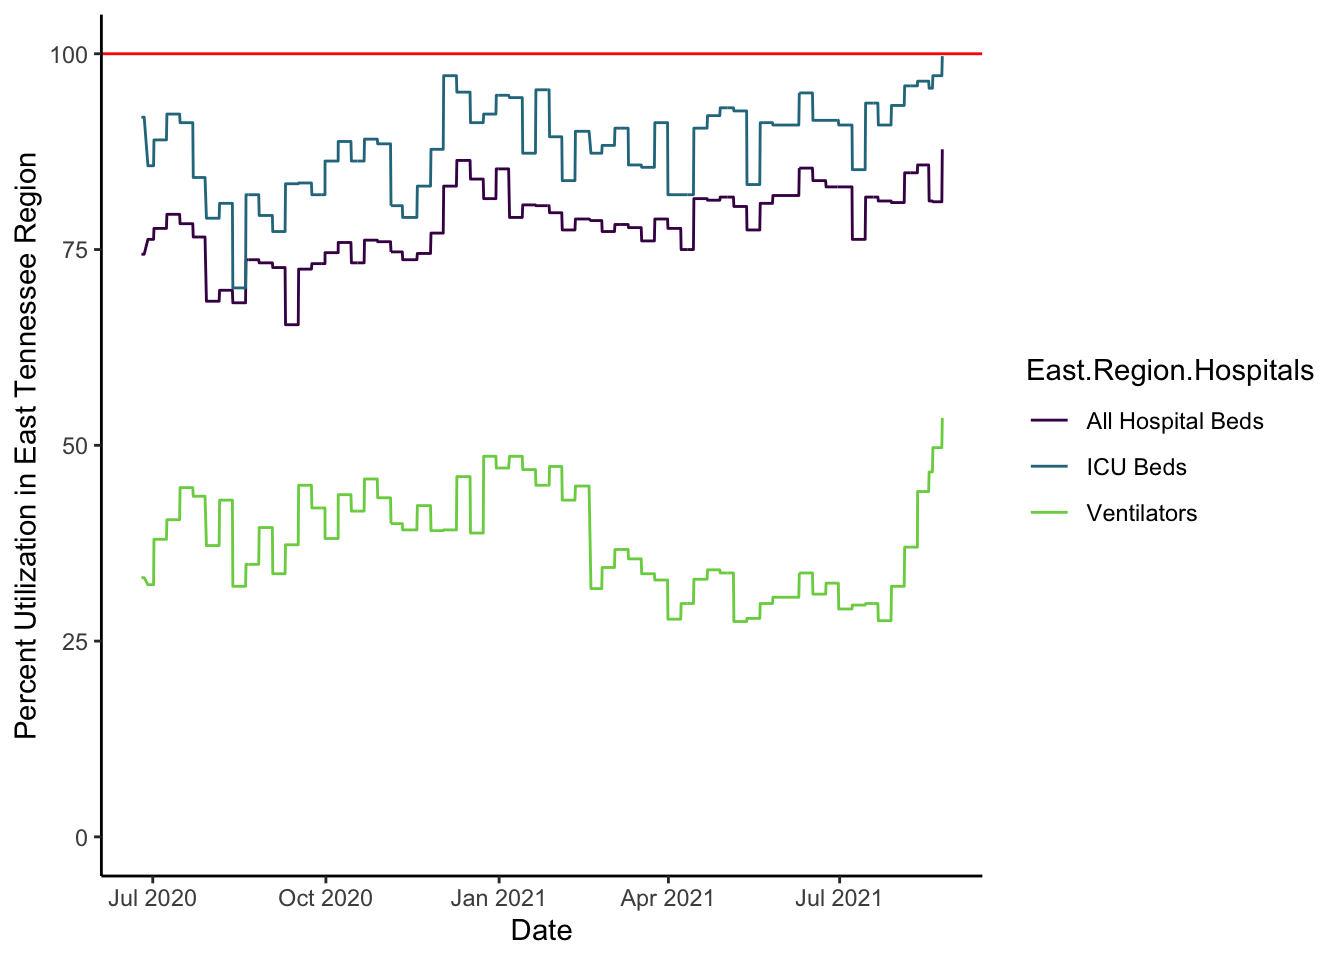 100
75
50
25
0
Percent Utilization in East Tennessee Region
Jul 2020
Oct 2020
Jan 2021
Apr 2021
Jul 2021
Date
East.Region.Hospitals
All Hospital Beds
ICU Beds
Ventilators